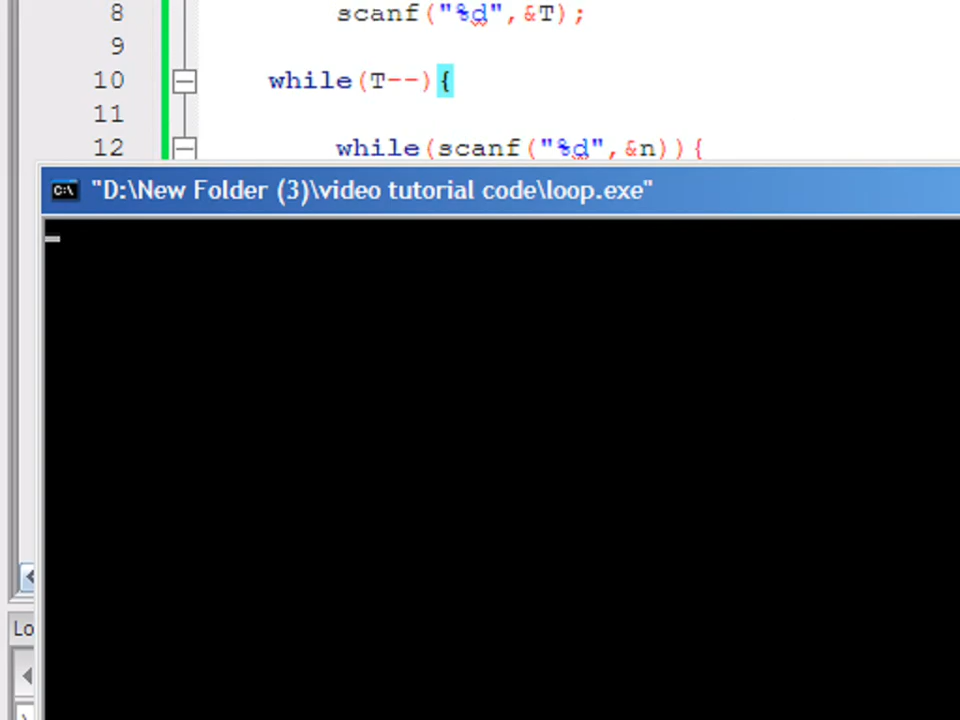 8 scanf("%d",&T);
9
10 while(T--){
11
12 while(scanf("%d",&n)){
C:\ "D:\New Folder (3)\video tutorial code\loop.exe"
Lo